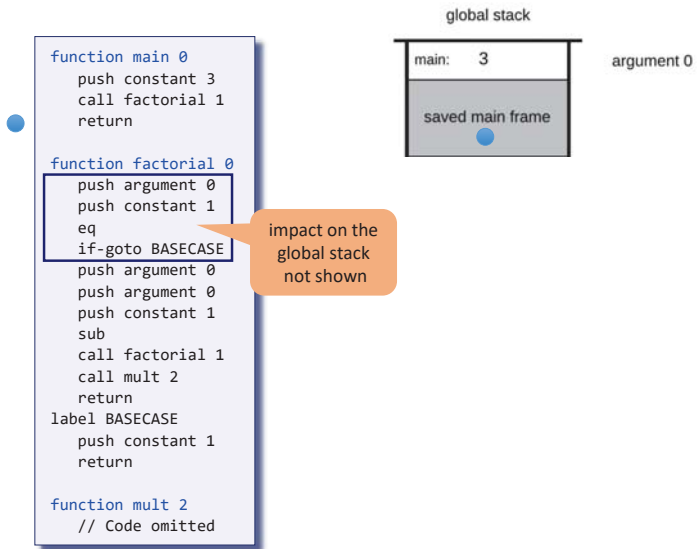 function main 0
push constant 3
call factorial 1
return
function factorial 0
push argument 0
push constant 1
eq
if-goto BASECASE
push argument 0
push argument 0
push constant 1
sub
call factorial 1
call mult 2
return
label BASECASE
push constant 1
return
function mult 2
// Code omitted
impact on the
global stack
not shown
global stack
main: 3
argument 0
saved main frame